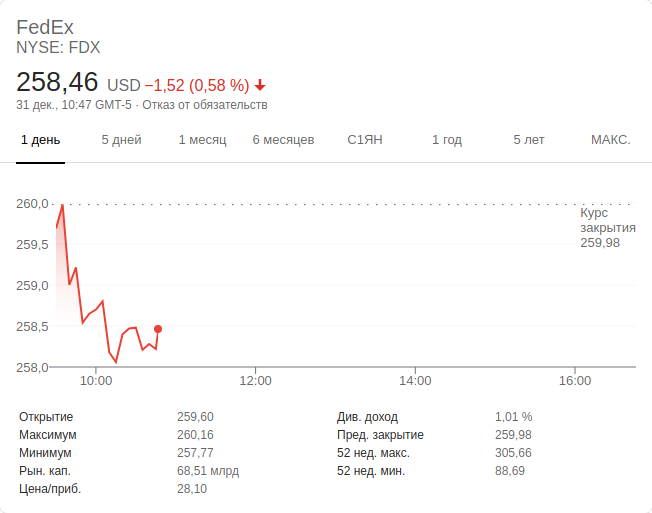 FedEx
NYSE: FDX
258,46 USD −1,52 (0,58 %)
31 дек., 10:47 GMT-5 · Отказ от обязательств
1 день 5 дней 1 месяц 6 месяцев С1ЯН 1 год 5 лет МАКС.
260,0
259,5
259,0
258,5
258,0
Курс
закрытия
259,98
10:00 12:00 14:00 16:00
Открытие 259,60
Максимум 260,16
Минимум 257,77
Рын. кап. 68,51 млрд
Цена/приб. 28,10
Див. доход 1,01 %
Пред. закрытие 259,98
52 нед. макс. 305,66
52 нед. мин. 88,69